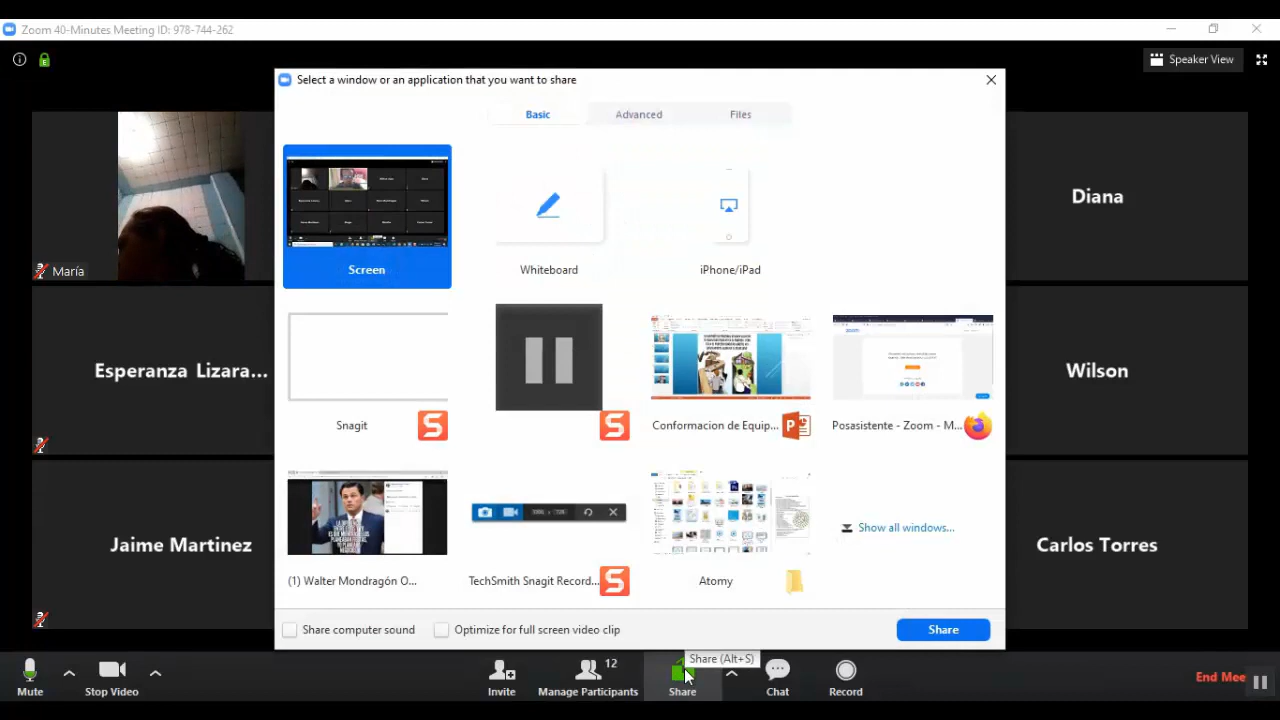 Zoom 40-Minutes Meeting ID: 978-744-262
Speaker View
Select a window or an application that you want to share
Basic
Advanced
Files
Screen
Whiteboard
iPhone/iPad
María
Diana
Snagit
Conformacion de Equip...
Posasistente - Zoom - M...
Esperanza Lizara...
Wilson
(1) Walter Mondragón O...
TechSmith Snagit Record...
Atomy
Show all windows...
Jaime Martinez
Carlos Torres
Share computer sound
Optimize for full screen video clip
Share
Share (Alt+S)
Mute
Stop Video
Invite
12
Manage Participants
Share
Chat
Record
End Mee